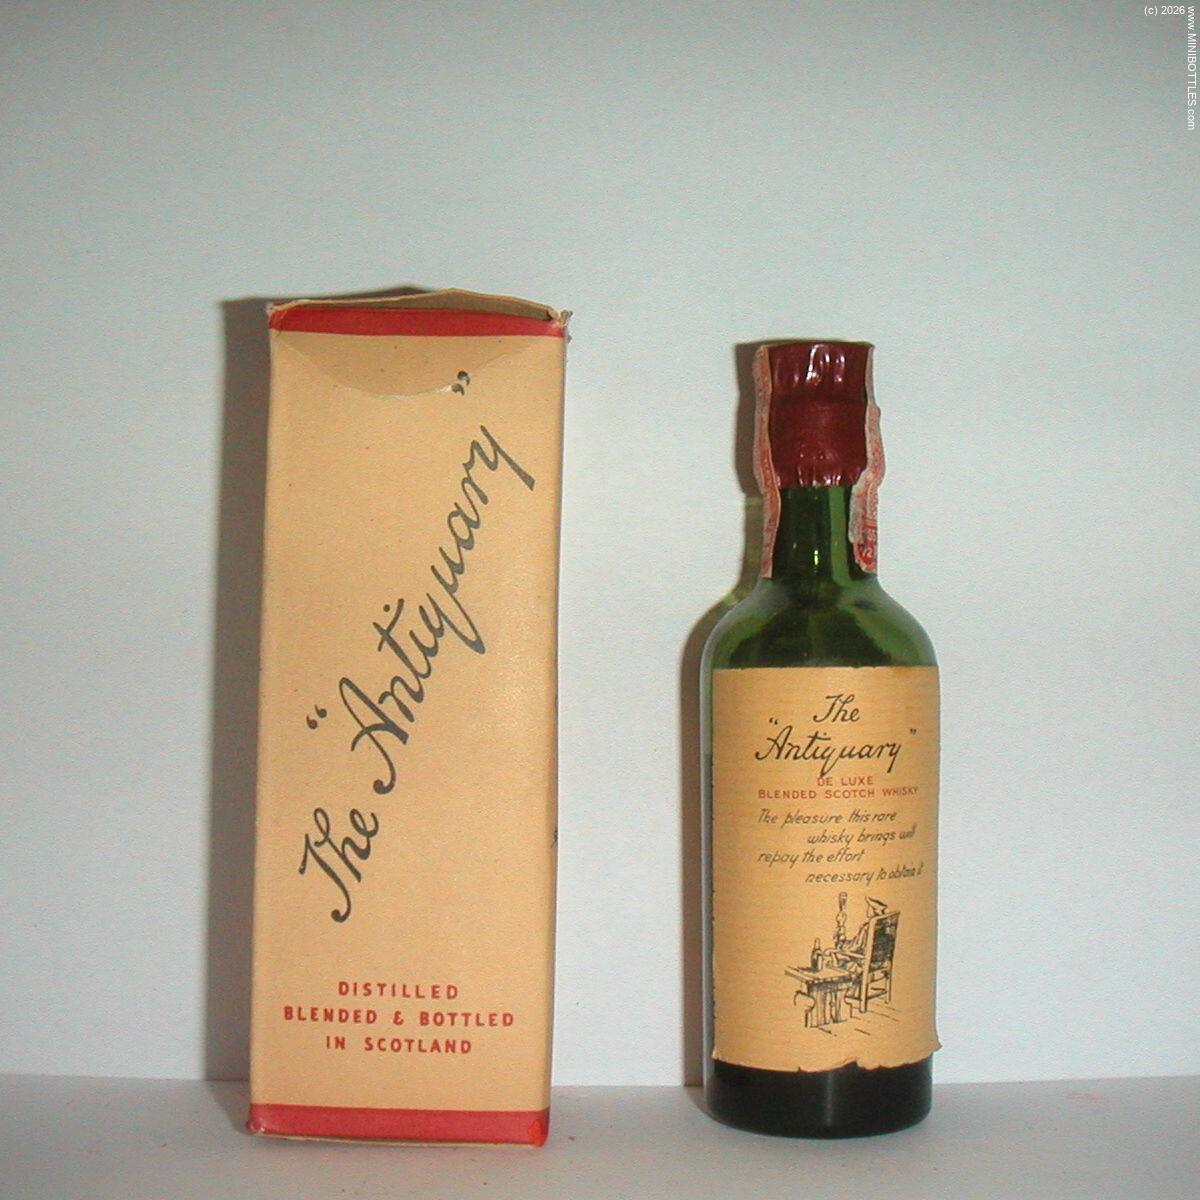 (c) 2026 www.MINIBOTTLES.com
The "Antiquary"
DISTILLED
BLENDED & BOTTLED
IN SCOTLAND
The
"Antiquary"
DE LUXE
BLENDED SCOTCH WHISKY
The pleasure this rare
whisky brings will
repay the effort
necessary to obtain it